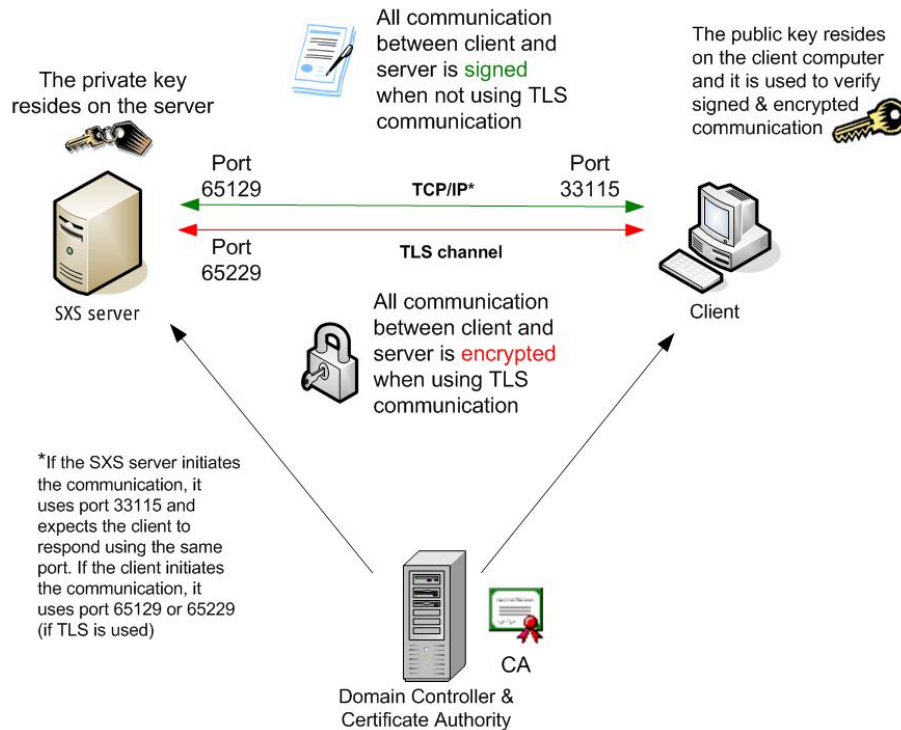 All communication
between client and
server is signed
when not using TLS
communication
The public key resides
on the client computer
and it is used to verify
signed & encrypted
communication
The private key
resides on the server
Port
65129
TCP/IP*
Port
33115
Port
65229
TLS channel
SXS server
Client
All communication
between client and
server is encrypted
when using TLS
communication
*If the SXS server initiates
the communication, it
uses port 33115 and
expects the client to
respond using the same
port. If the client initiates
the communication, it
uses port 65129 or 65229
(if TLS is used)
CA
Domain Controller &
Certificate Authority